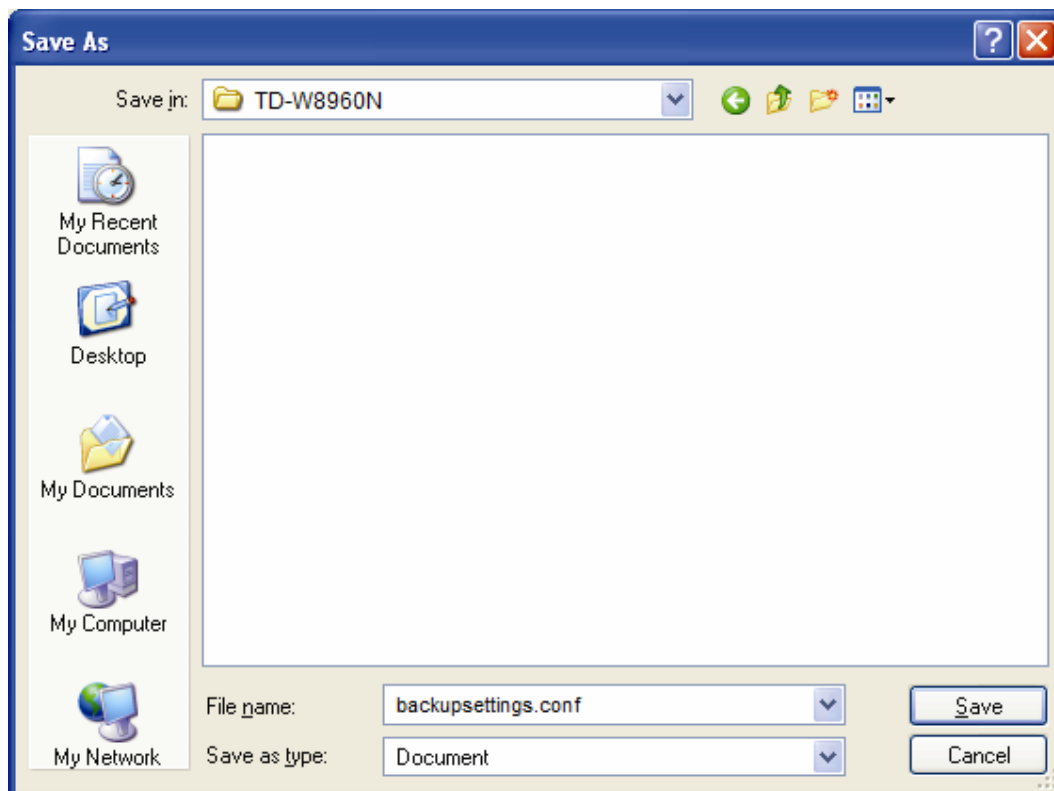 Save As
?
Save in:
TD-W8960N
My Recent
Documents
Desktop
My Documents
My Computer
My Network
File name:
backupsettings.conf
Save
Save as type:
Document
Cancel